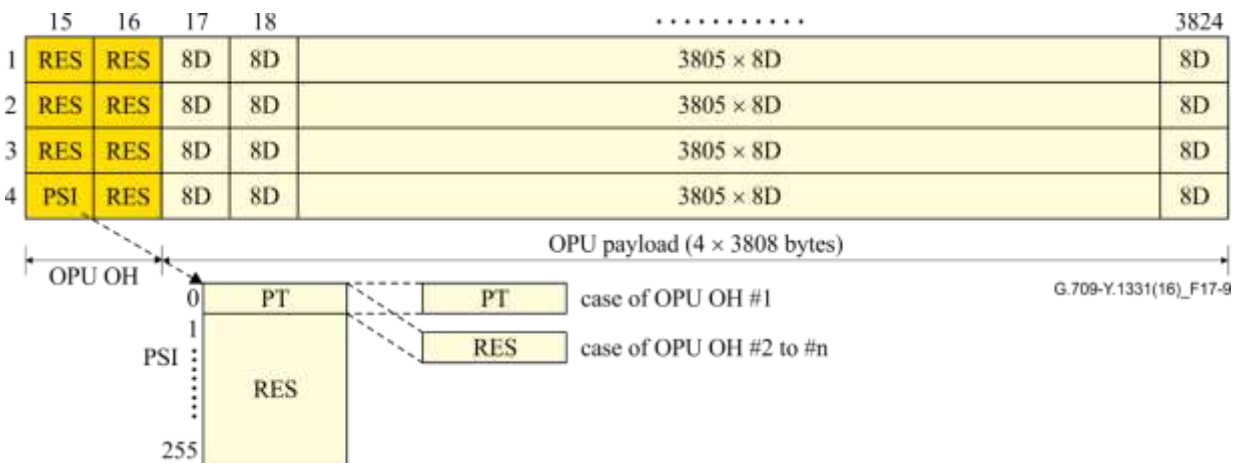 15 16 17 18 ........... 3824
1 RES RES 8D 8D 3805 × 8D 8D
2 RES RES 8D 8D 3805 × 8D 8D
3 RES RES 8D 8D 3805 × 8D 8D
4 PSI RES 8D 8D 3805 × 8D 8D
OPU payload (4 × 3808 bytes)
OPU OH
G.709-Y.1331(16)_F17-9
0 PT PT case of OPU OH #1
1
PSI RES case of OPU OH #2 to #n
RES
255